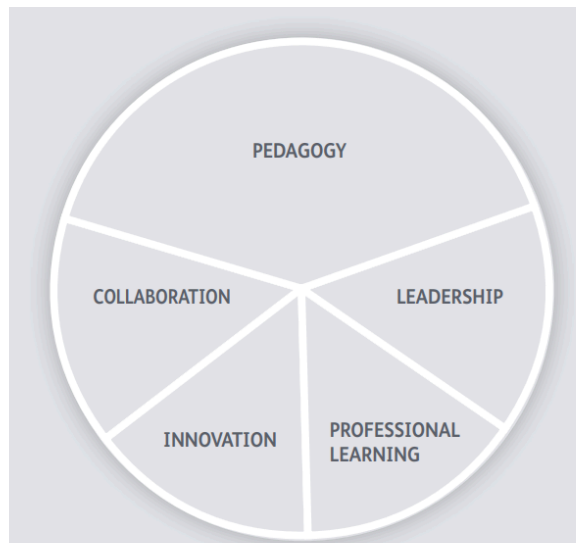 PEDAGOGY
COLLABORATION
LEADERSHIP
INNOVATION
PROFESSIONAL
LEARNING